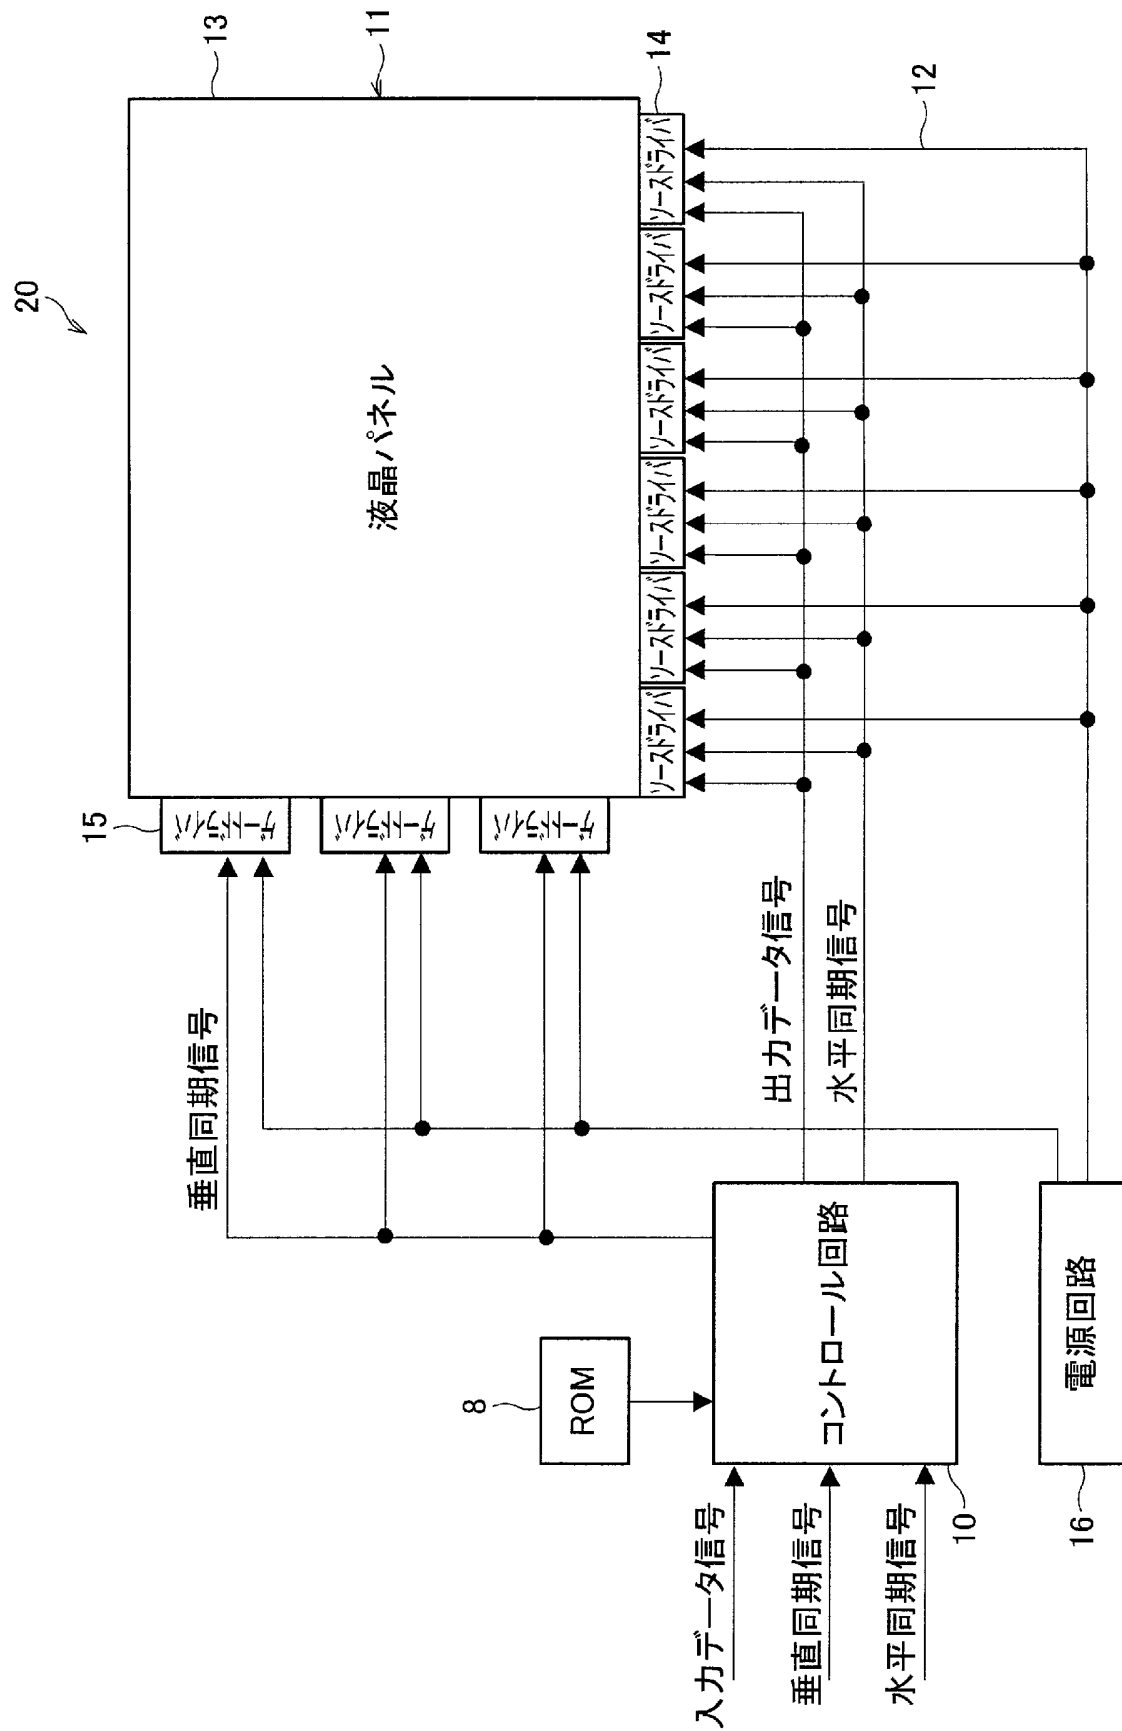 20
13
11
液晶パネル
15
ゲートドライバ
ゲートドライバ
ゲートドライバ
ソースドライバ
ソースドライバ
ソースドライバ
ソースドライバ
ソースドライバ
ソースドライバ
14
12
垂直同期信号
出力データ信号
水平同期信号
8
ROM
入力データ信号
垂直同期信号
水平同期信号
コントロール回路
10
電源回路
16